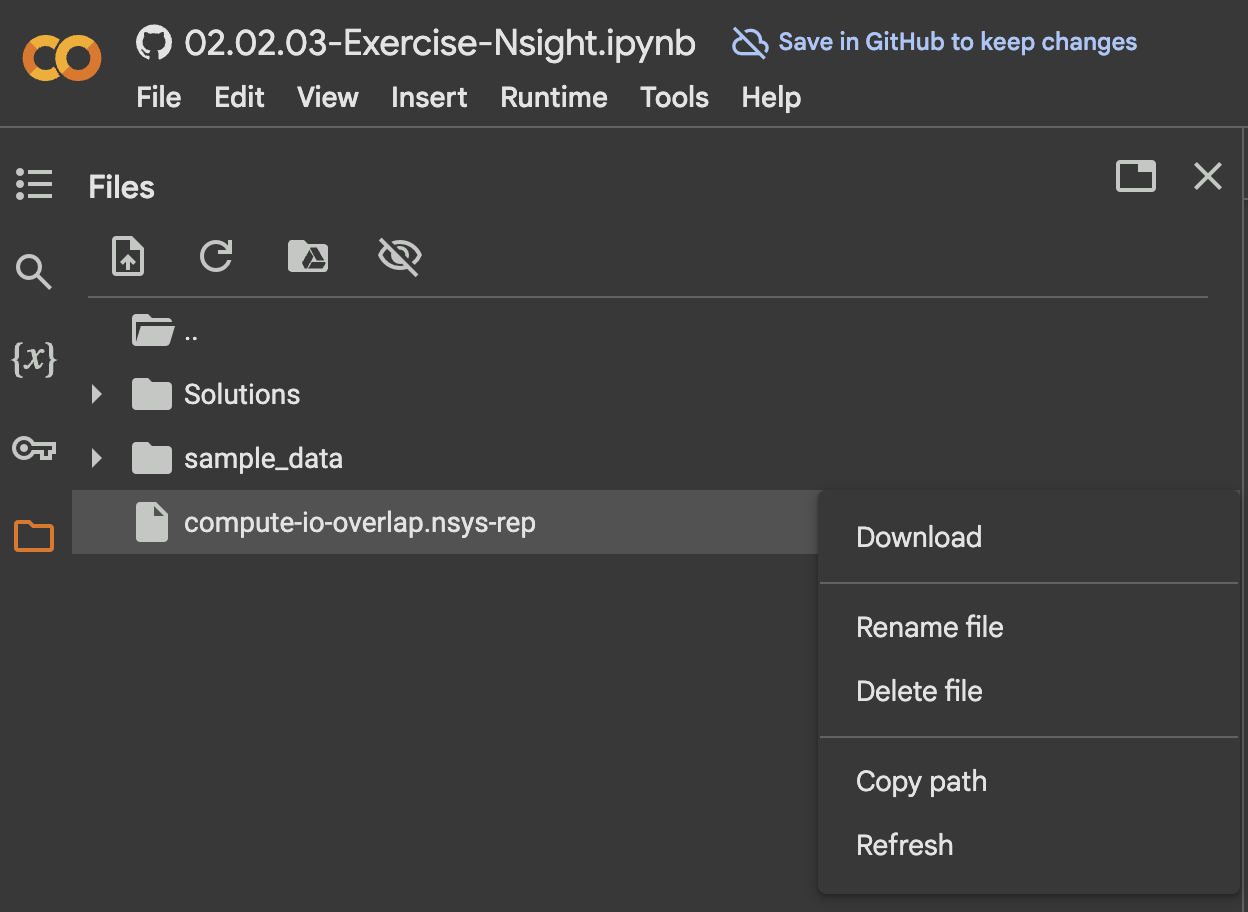 02.02.03-Exercise-Nsight.ipynb Save in GitHub to keep changes
File Edit View Insert Runtime Tools Help
Files
{x}
..
Solutions
sample_data
compute-io-overlap.nsys-rep
Download
Rename file
Delete file
Copy path
Refresh